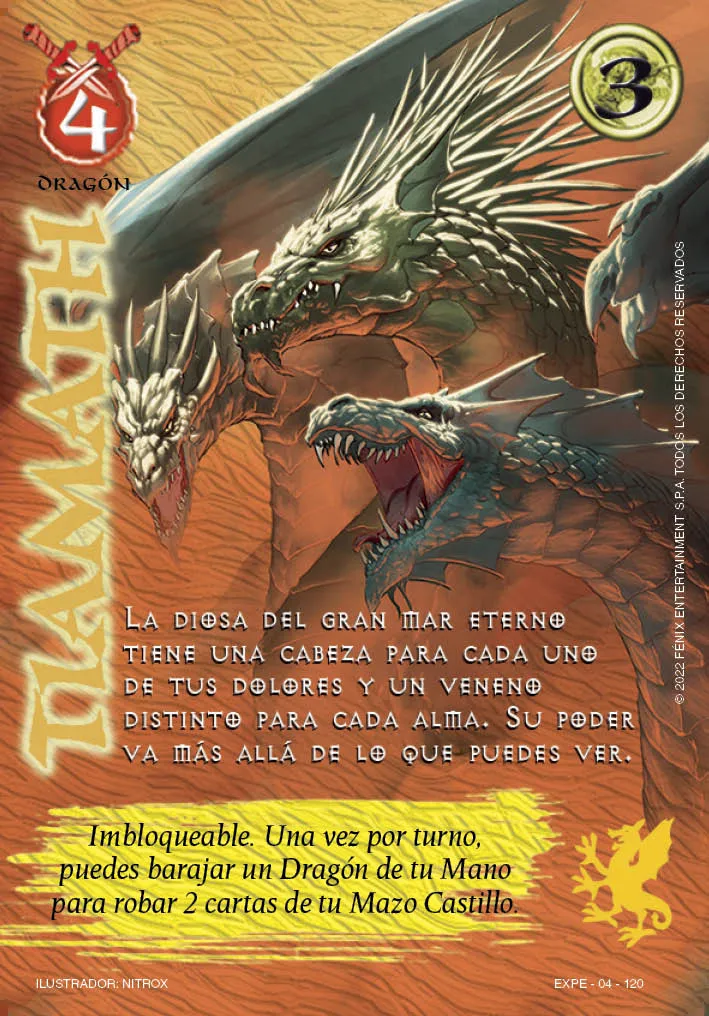 4
3
DRAGÓN
TIAMATH
© 2022 FÉNIX ENTERTAINMENT S.P.A. TODOS LOS DERECHOS RESERVADOS
La diosa del gran mar eterno
tiene una cabeza para cada uno
de tus dolores y un veneno
distinto para cada alma. Su poder
va más allá de lo que puedes ver.
Imbloqueable. Una vez por turno,
puedes barajar un Dragón de tu Mano
para robar 2 cartas de tu Mazo Castillo.
ILUSTRADOR: NITROX
EXPE - 04 - 120